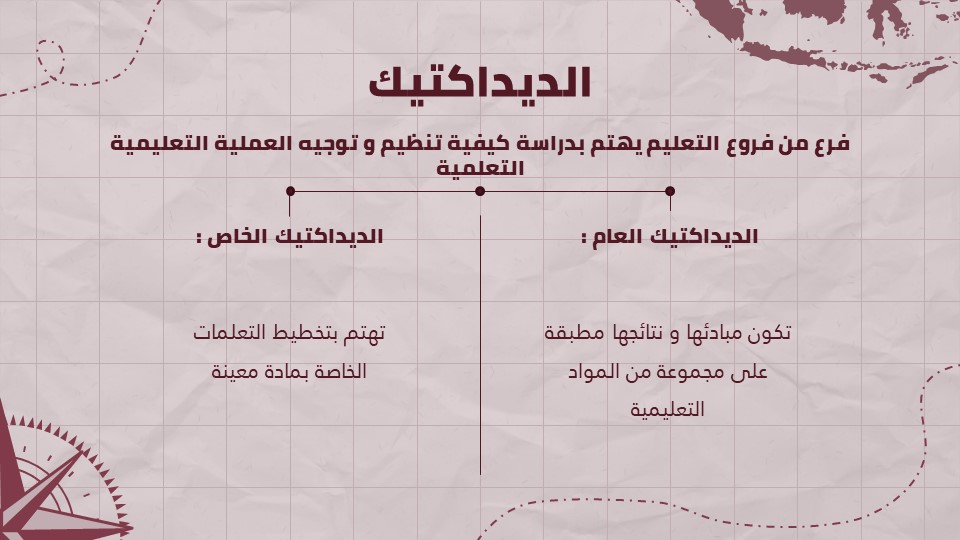 الديداكتيك
فرع من فروع التعليم يهتم بدراسة كيفية تنظيم و توجيه العملية التعليمية
التعلمية
الديداكتيك العام :
تكون مبادئها و نتائجها مطبقة
على مجموعة من المواد
التعليمية
الديداكتيك الخاص :
تهتم بتخطيط التعلمات
الخاصة بمادة معينة